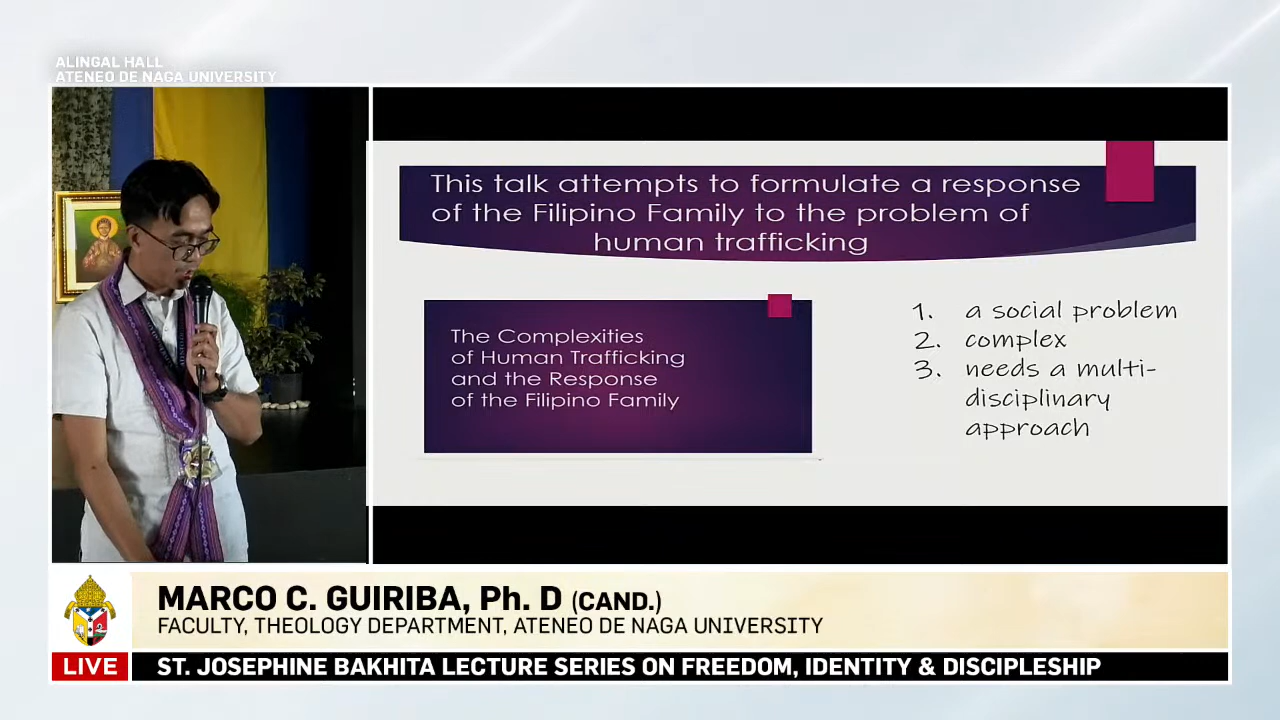 ALINGAL HALL
ATENEO DE NAGA UNIVERSITY
This talk attempts to formulate a response
of the Filipino Family to the problem of
human trafficking
The Complexities
of Human Trafficking
and the Response
of the Filipino Family
1. a social problem
2. complex
3. needs a multi-
disciplinary
approach
MARCO C. GUIRIBA, Ph. D (CAND.)
FACULTY, THEOLOGY DEPARTMENT, ATENEO DE NAGA UNIVERSITY
LIVE
ST. JOSEPHINE BAKHITA LECTURE SERIES ON FREEDOM, IDENTITY & DISCIPLESHIP